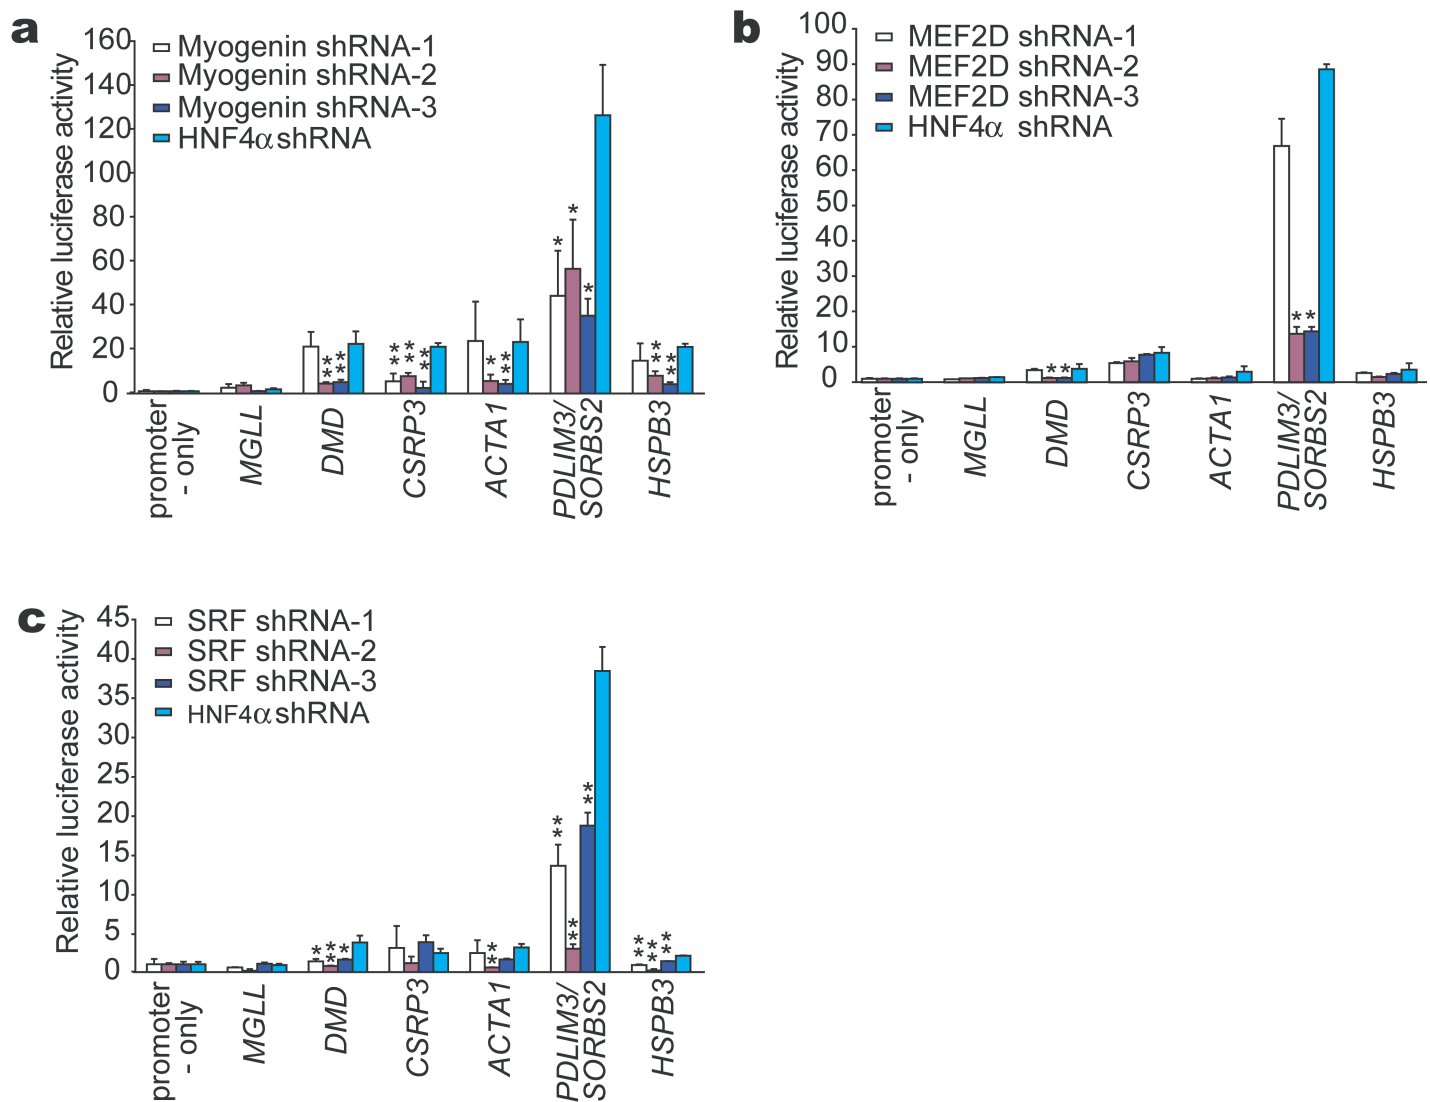 a
Relative luciferase activity
160
140
120
100
80
60
40
20
0
Myogenin shRNA-1
Myogenin shRNA-2
Myogenin shRNA-3
HNF4α shRNA
** ** ** ** ** ** ** * * * ** **
promoter
- only
MGLL
DMD
CSRP3
ACTA1
PDLIM3/
SORBS2
HSPB3
b
Relative luciferase activity
100
90
80
70
60
50
40
30
20
10
0
MEF2D shRNA-1
MEF2D shRNA-2
MEF2D shRNA-3
HNF4α shRNA
* * * *
promoter
- only
MGLL
DMD
CSRP3
ACTA1
PDLIM3/
SORBS2
HSPB3
c
Relative luciferase activity
45
40
35
30
25
20
15
10
5
0
SRF shRNA-1
SRF shRNA-2
SRF shRNA-3
HNF4α shRNA
* ** * ** ** ** ** ** ** **
promoter
- only
MGLL
DMD
CSRP3
ACTA1
PDLIM3/
SORBS2
HSPB3